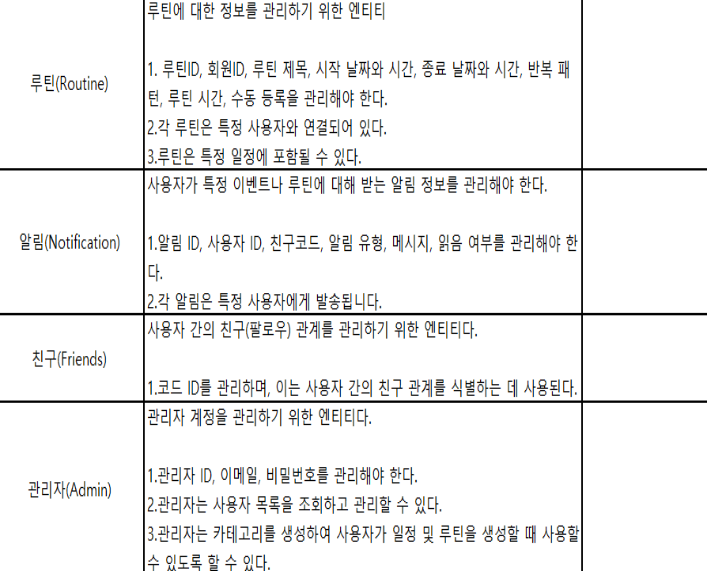 루틴(Routine)
루틴에 대한 정보를 관리하기 위한 엔티티
1. 루틴ID, 회원ID, 루틴 제목, 시작 날짜와 시간, 종료 날짜와 시간, 반복 패
턴, 루틴 시간, 수동 등록을 관리해야 한다.
2.각 루틴은 특정 사용자와 연결되어 있다.
3.루틴은 특정 일정에 포함될 수 있다.
알림(Notification)
사용자가 특정 이벤트나 루틴에 대해 받는 알림 정보를 관리해야 한다.
1.알림 ID, 사용자 ID, 친구코드, 알림 유형, 메시지, 읽음 여부를 관리해야 한
다.
2.각 알림은 특정 사용자에게 발송됩니다.
친구(Friends)
사용자 간의 친구(팔로우) 관계를 관리하기 위한 엔티티다.
1.코드 ID를 관리하며, 이는 사용자 간의 친구 관계를 식별하는 데 사용된다.
관리자(Admin)
관리자 계정을 관리하기 위한 엔티티다.
1.관리자 ID, 이메일, 비밀번호를 관리해야 한다.
2.관리자는 사용자 목록을 조회하고 관리할 수 있다.
3.관리자는 카테고리를 생성하여 사용자가 일정 및 루틴을 생성할 때 사용할
수 있도록 할 수 있다.